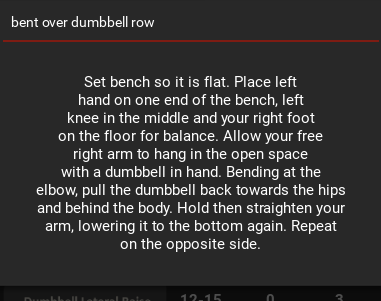 bent over dumbbell row
Set bench so it is flat. Place left
hand on one end of the bench, left
knee in the middle and your right foot
on the floor for balance. Allow your free
right arm to hang in the open space
with a dumbbell in hand. Bending at the
elbow, pull the dumbbell back towards the hips
and behind the body. Hold then straighten your
arm, lowering it to the bottom again. Repeat
on the opposite side.
Dumbbell Lateral Raise 12-15 0 3